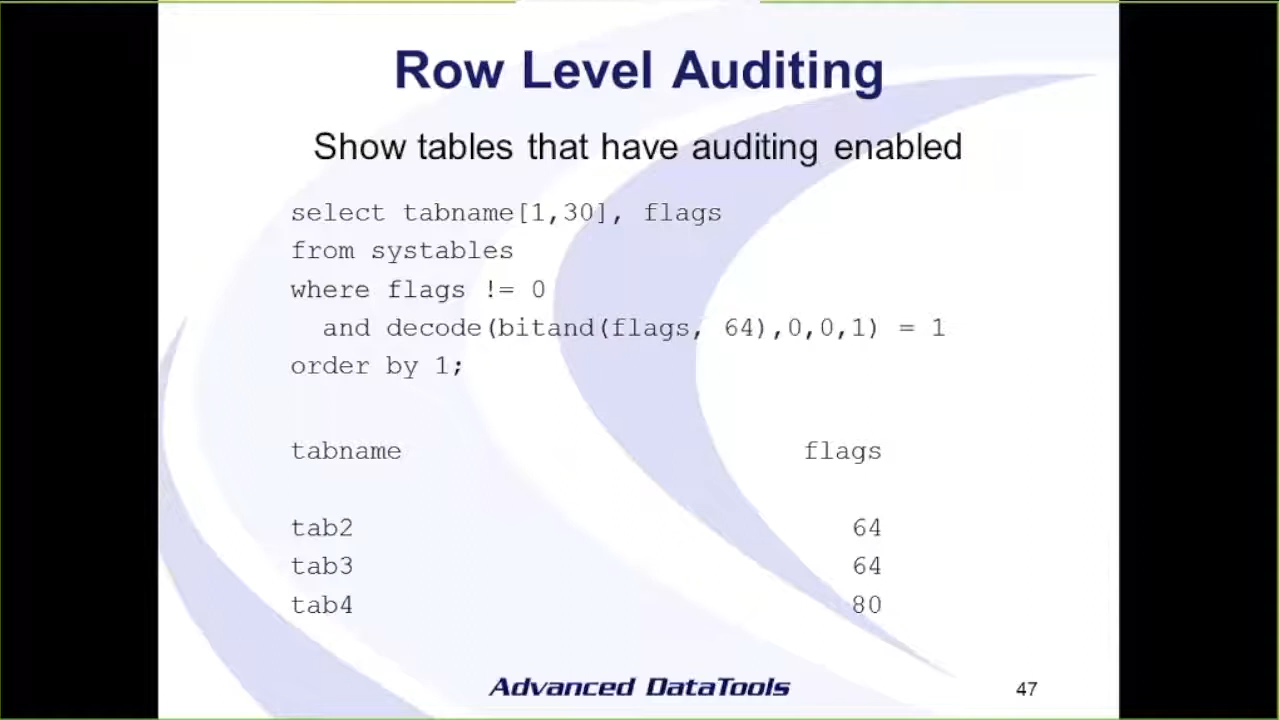 Row Level Auditing
Show tables that have auditing enabled
select tabname[1,30], flags
from systables
where flags != 0
and decode(bitand(flags, 64),0,0,1) = 1
order by 1;
tabname flags
tab2 64
tab3 64
tab4 80
Advanced DataTools 47